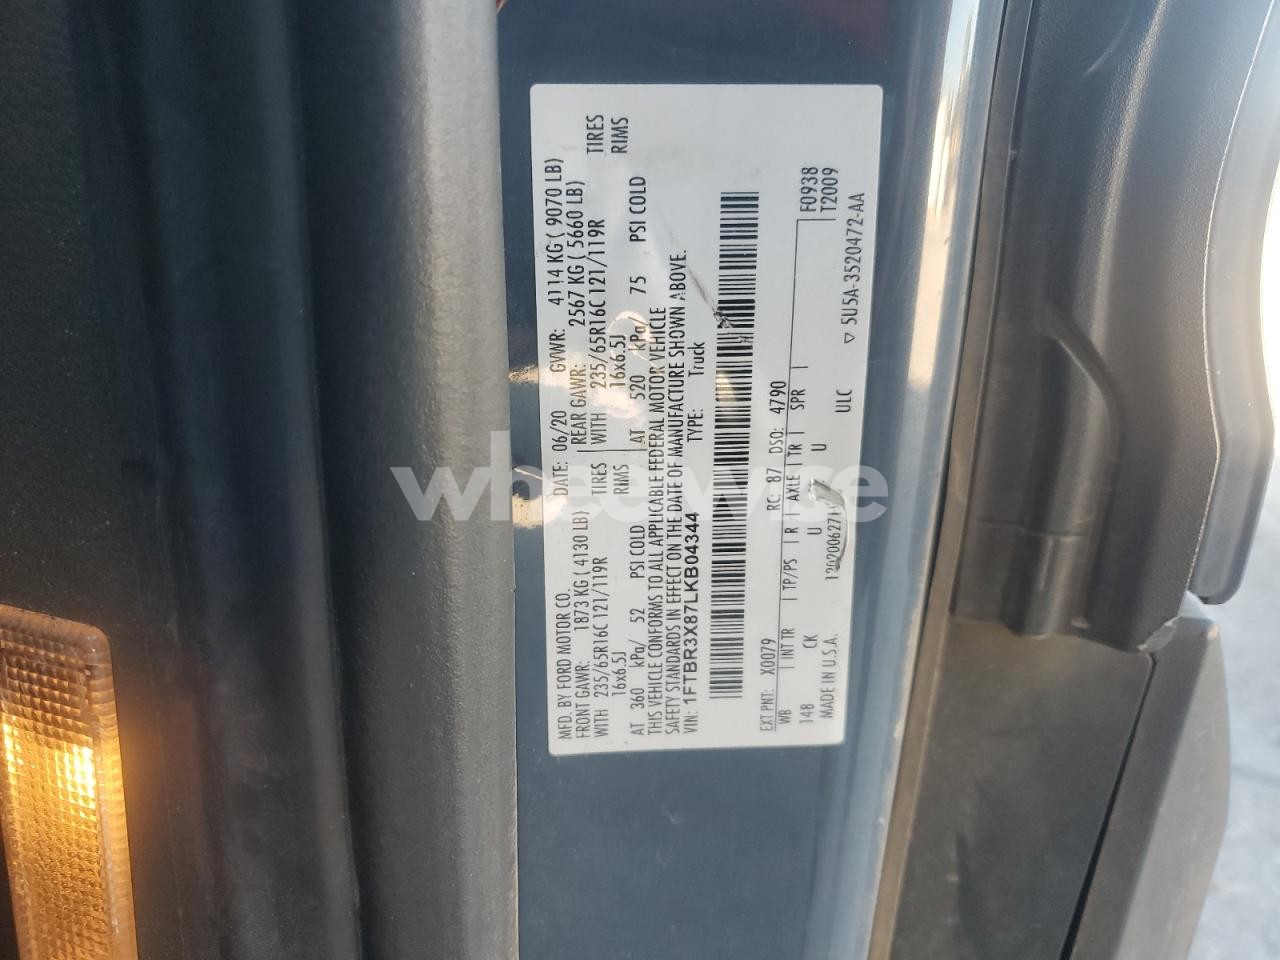 MFD. BY FORD MOTOR CO. DATE: 06/20 GVWR: 4114 KG ( 9070 LB)
FRONT GAWR: 1873 KG ( 4130 LB) REAR GAWR: 2567 KG ( 5660 LB)
WITH 235/65R16C 121/119R TIRES WITH 235/65R16C 121/119R TIRES
16x6.5J RIMS 16x6.5J RIMS
AT 360 kPa/ 52 PSI COLD AT 520 kPa/ 75 PSI COLD
THIS VEHICLE CONFORMS TO ALL APPLICABLE FEDERAL MOTOR VEHICLE
SAFETY STANDARDS IN EFFECT ON THE DATE OF MANUFACTURE SHOWN ABOVE.
VIN: 1FTBR3X87LKB04344 TYPE: Truck
EXT PNT: X0079 RC: 87 DSO: 4790
WB INT TR TP/PS R AXLE TR SPR F0938
148 CK U U T2009
MADE IN U.S.A. ULC ▽ 5U5A-3520472-AA
wheelwise